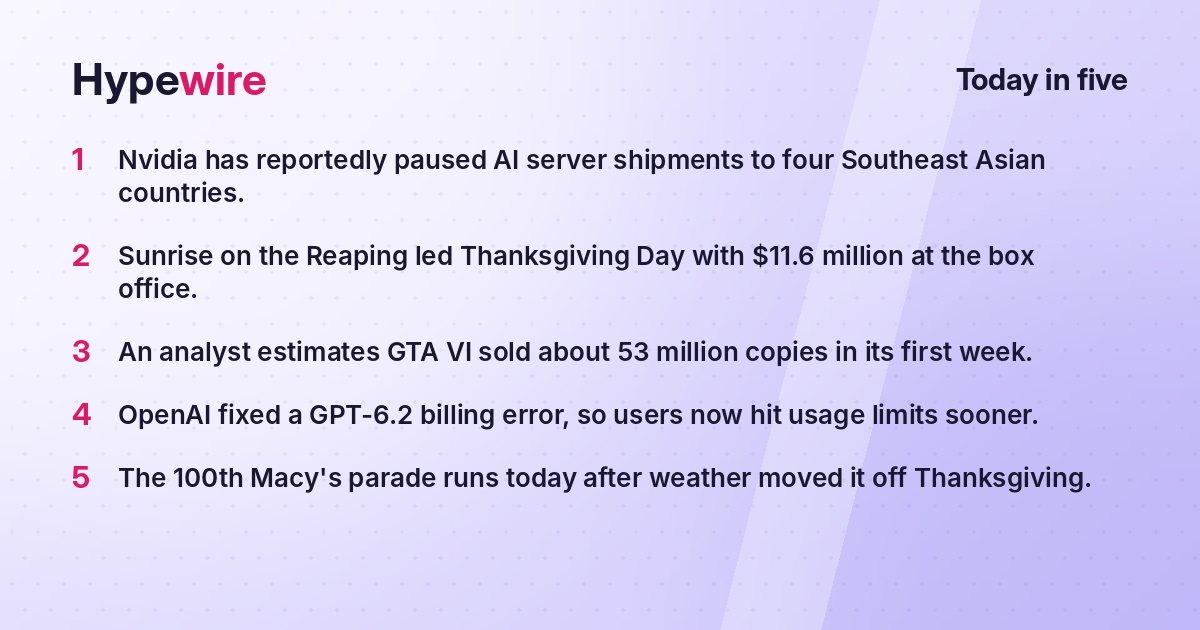 Hypewire
Today in five
1 Nvidia has reportedly paused AI server shipments to four Southeast Asian
countries.
2 Sunrise on the Reaping led Thanksgiving Day with $11.6 million at the box
office.
3 An analyst estimates GTA VI sold about 53 million copies in its first week.
4 OpenAI fixed a GPT-6.2 billing error, so users now hit usage limits sooner.
5 The 100th Macy's parade runs today after weather moved it off Thanksgiving.